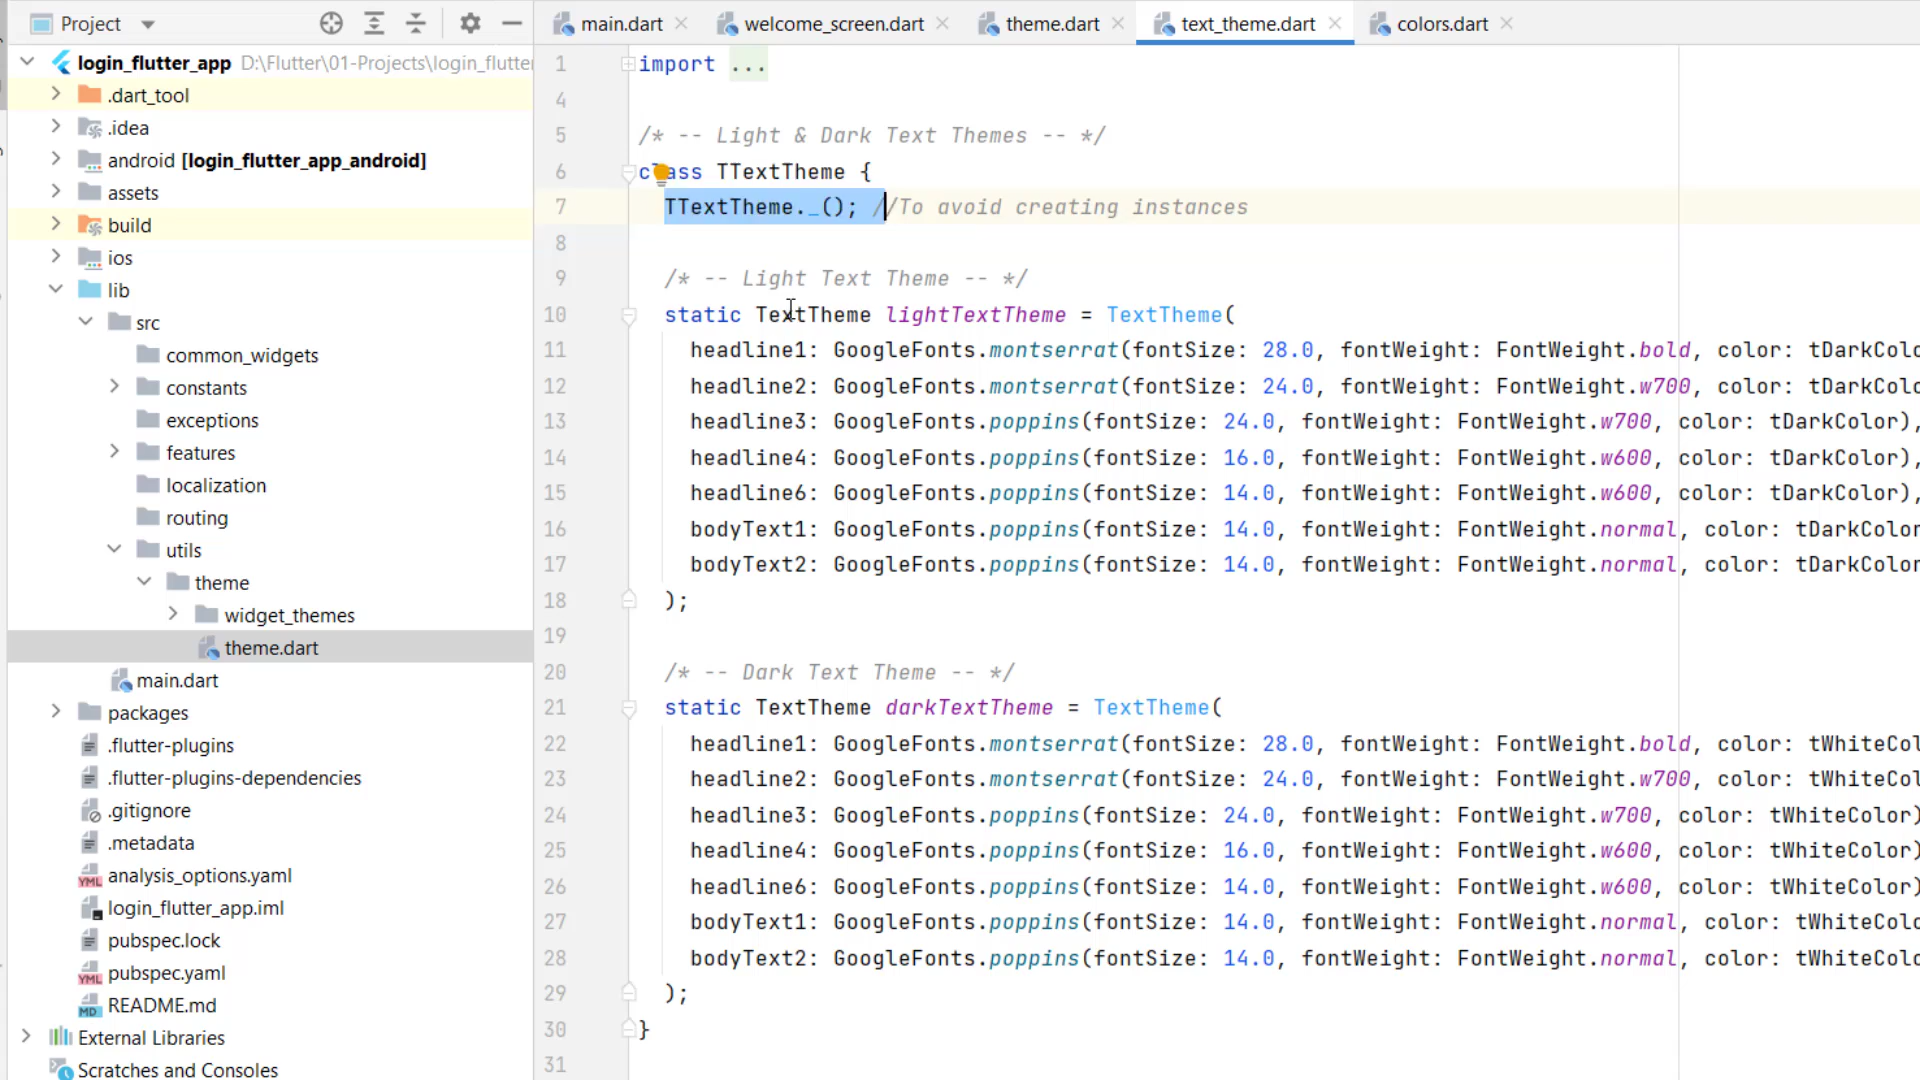 Project
main.dart
welcome_screen.dart
theme.dart
text_theme.dart
colors.dart
login_flutter_app D:\Flutter\01-Projects\login_flutter
.dart_tool
.idea
android [login_flutter_app_android]
assets
build
ios
lib
src
common_widgets
constants
exceptions
features
localization
routing
utils
theme
widget_themes
theme.dart
main.dart
packages
.flutter-plugins
.flutter-plugins-dependencies
.gitignore
.metadata
YML analysis_options.yaml
login_flutter_app.iml
pubspec.lock
YML pubspec.yaml
MD README.md
External Libraries
Scratches and Consoles
1 import ...
4
5 /* -- Light & Dark Text Themes -- */
6 class TTextTheme {
7 TTextTheme._(); //To avoid creating instances
8
9 /* -- Light Text Theme -- */
10 static TextTheme lightTextTheme = TextTheme(
11 headline1: GoogleFonts.montserrat(fontSize: 28.0, fontWeight: FontWeight.bold, color: tDarkColo
12 headline2: GoogleFonts.montserrat(fontSize: 24.0, fontWeight: FontWeight.w700, color: tDarkColo
13 headline3: GoogleFonts.poppins(fontSize: 24.0, fontWeight: FontWeight.w700, color: tDarkColor),
14 headline4: GoogleFonts.poppins(fontSize: 16.0, fontWeight: FontWeight.w600, color: tDarkColor),
15 headline6: GoogleFonts.poppins(fontSize: 14.0, fontWeight: FontWeight.w600, color: tDarkColor),
16 bodyText1: GoogleFonts.poppins(fontSize: 14.0, fontWeight: FontWeight.normal, color: tDarkColor
17 bodyText2: GoogleFonts.poppins(fontSize: 14.0, fontWeight: FontWeight.normal, color: tDarkColor
18 );
19
20 /* -- Dark Text Theme -- */
21 static TextTheme darkTextTheme = TextTheme(
22 headline1: GoogleFonts.montserrat(fontSize: 28.0, fontWeight: FontWeight.bold, color: tWhiteCol
23 headline2: GoogleFonts.montserrat(fontSize: 24.0, fontWeight: FontWeight.w700, color: tWhiteCol
24 headline3: GoogleFonts.poppins(fontSize: 24.0, fontWeight: FontWeight.w700, color: tWhiteColor)
25 headline4: GoogleFonts.poppins(fontSize: 16.0, fontWeight: FontWeight.w600, color: tWhiteColor)
26 headline6: GoogleFonts.poppins(fontSize: 14.0, fontWeight: FontWeight.w600, color: tWhiteColor)
27 bodyText1: GoogleFonts.poppins(fontSize: 14.0, fontWeight: FontWeight.normal, color: tWhiteColo
28 bodyText2: GoogleFonts.poppins(fontSize: 14.0, fontWeight: FontWeight.normal, color: tWhiteColo
29 );
30 }
31